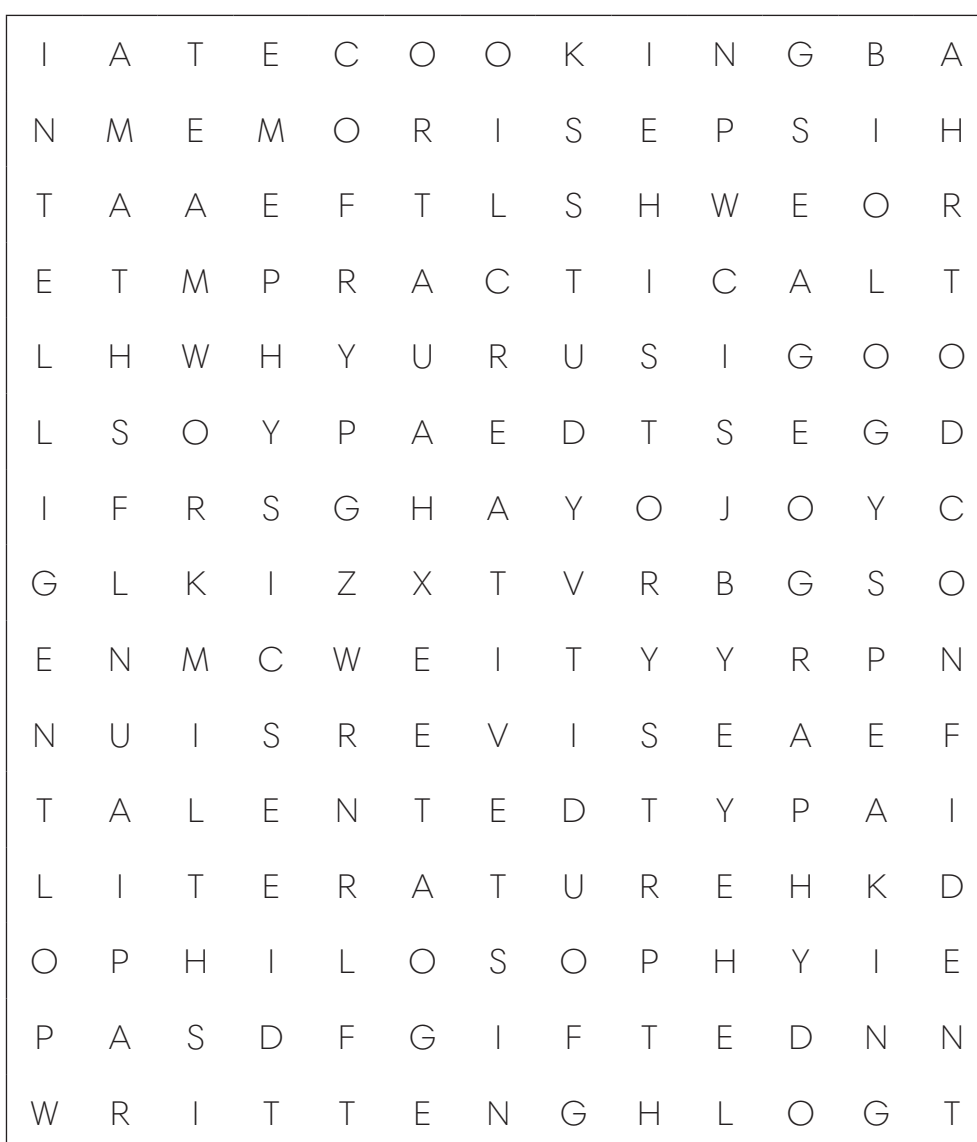 I A T E C O O K I N G B A
N M E M O R I S E P S I H
T A A E F T L S H W E O R
E T M P R A C T I C A L T
L H W H Y U R U S I G O O
L S O Y P A E D T S E G D
I F R S G H A Y O J O Y C
G L K I Z X T V R B G S O
E N M C W E I T Y Y R P N
N U I S R E V I S E A E F
T A L E N T E D T Y P A I
L I T E R A T U R E H K D
O P H I L O S O P H Y I E
P A S D F G I F T E D N N
W R I T T E N G H L O G T